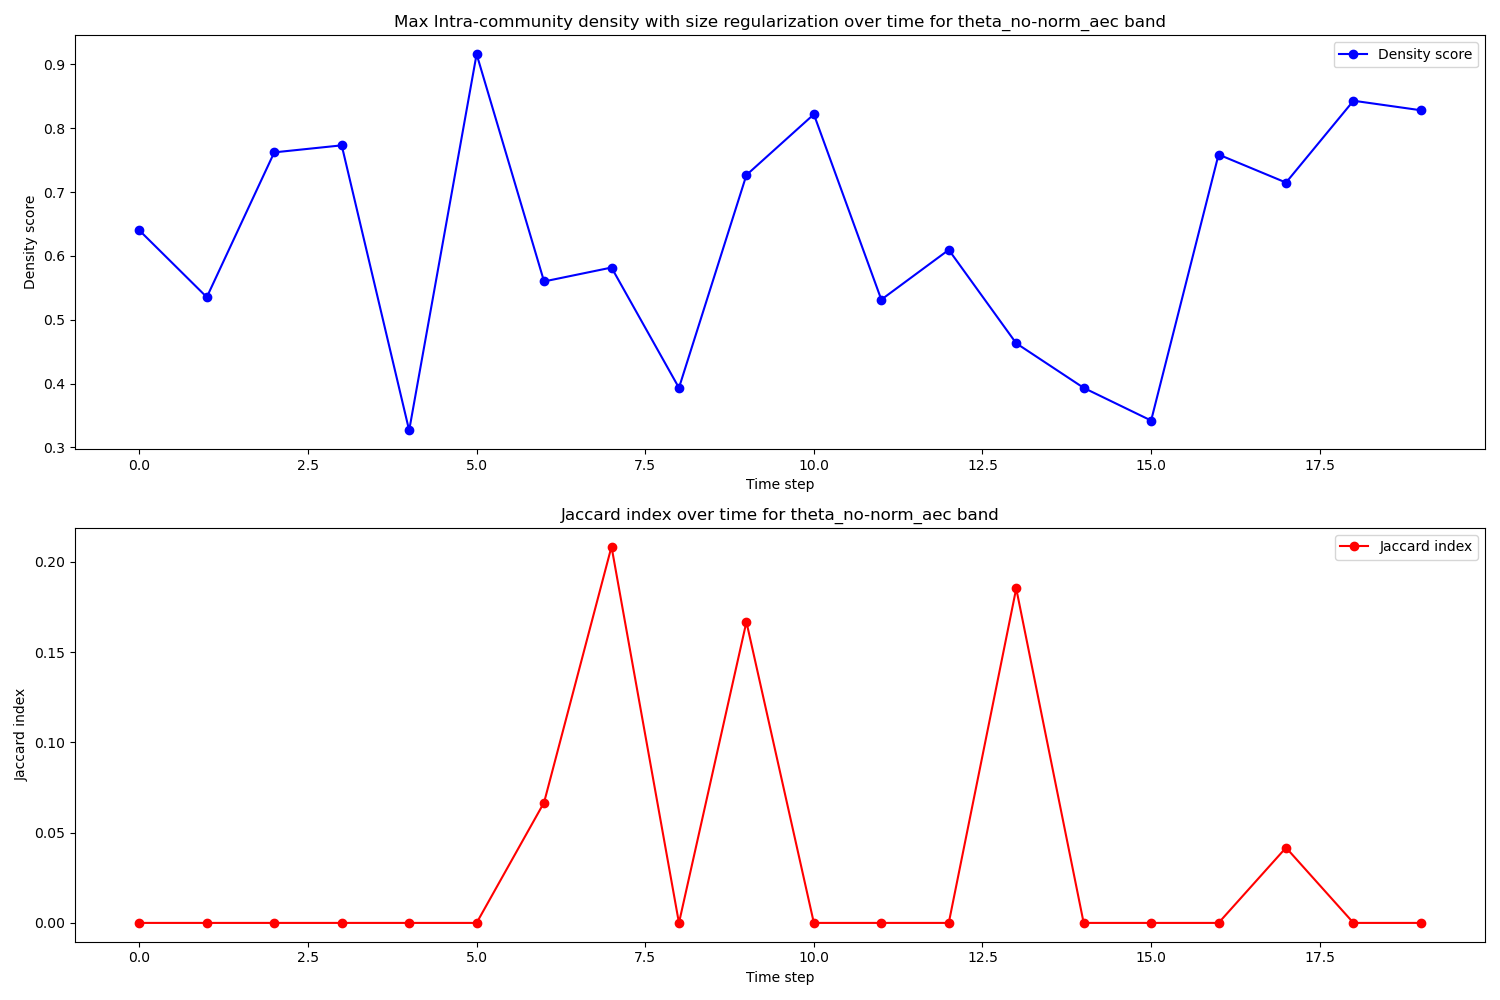 Max Intra-community density with size regularization over time for theta_no-norm_aec band
Density score
0.9
0.8
0.7
0.6
0.5
0.4
0.3
Density score
0.0 2.5 5.0 7.5 10.0 12.5 15.0 17.5
Time step
Jaccard index over time for theta_no-norm_aec band
Jaccard index
0.20
0.15
0.10
0.05
0.00
Jaccard index
0.0 2.5 5.0 7.5 10.0 12.5 15.0 17.5
Time step